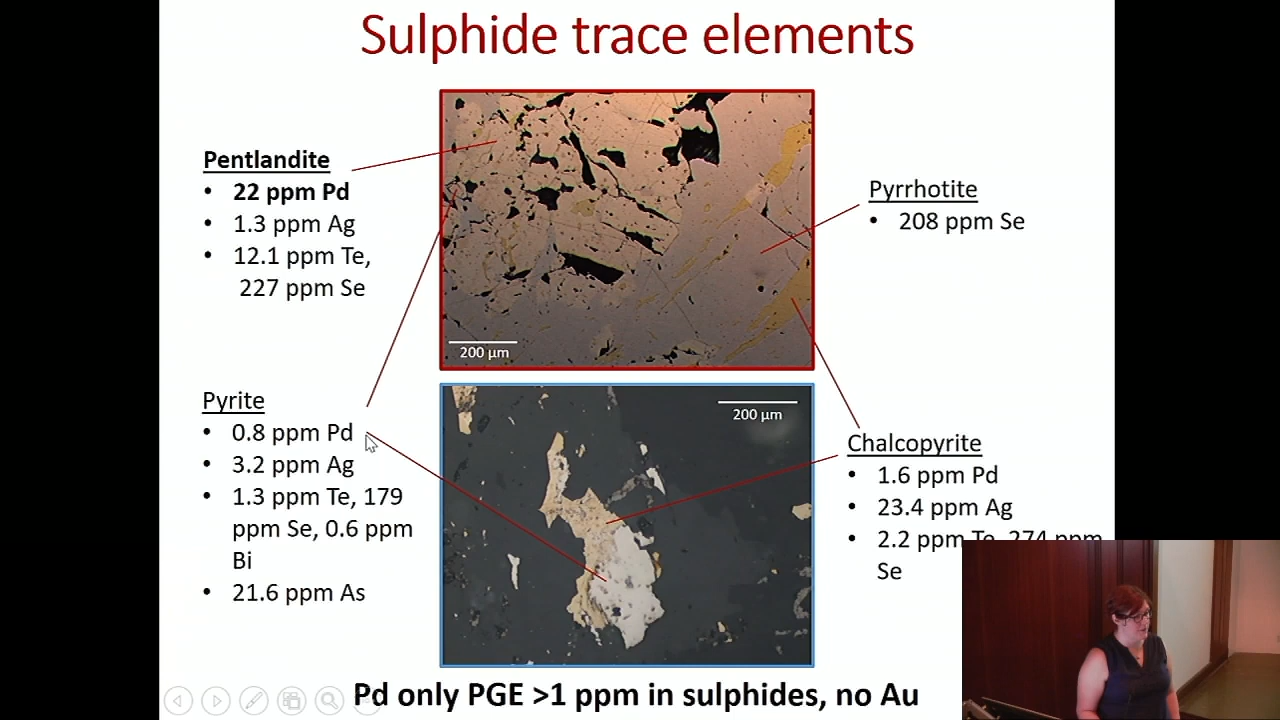 Sulphide trace elements
Pentlandite
• 22 ppm Pd
• 1.3 ppm Ag
• 12.1 ppm Te,
227 ppm Se
Pyrite
• 0.8 ppm Pd
• 3.2 ppm Ag
• 1.3 ppm Te, 179
ppm Se, 0.6 ppm
Bi
• 21.6 ppm As
200 µm
200 µm
Pyrrhotite
• 208 ppm Se
Chalcopyrite
• 1.6 ppm Pd
• 23.4 ppm Ag
• 2.2 ppm Te, 274 ppm
Se
Pd only PGE >1 ppm in sulphides, no Au